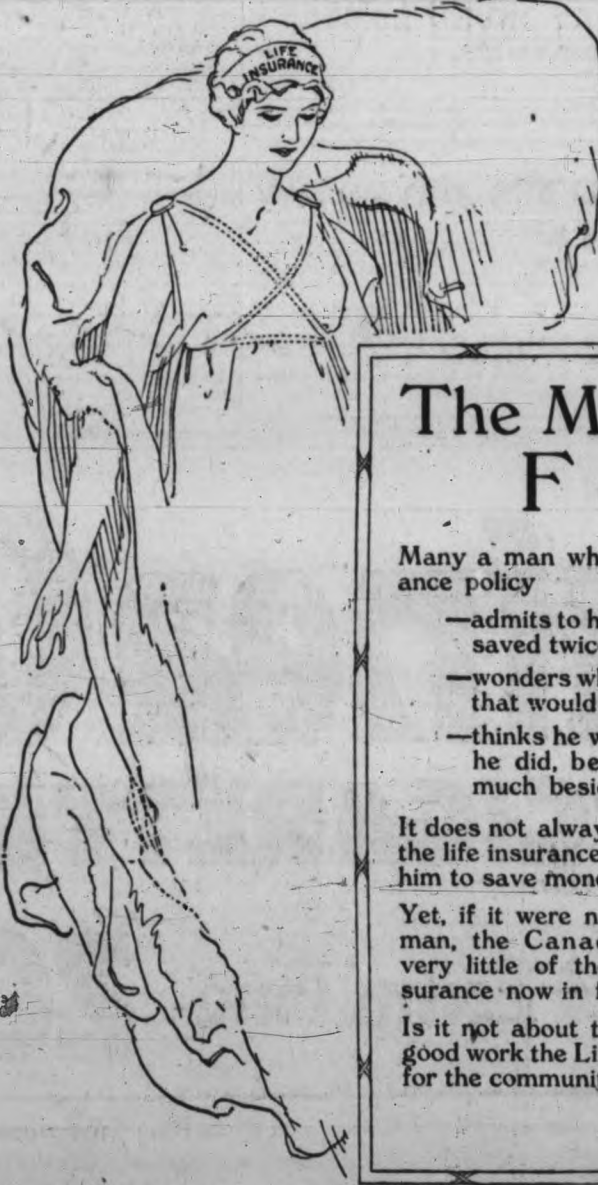 LIFE
INSURANCE
The M
F
Many a man wh
ance policy
—admits to h
saved twic
—wonders wh
that would
—thinks he w
he did, be
much besi
It does not alway
the life insurance
him to save mon
Yet, if it were n
man, the Cana
very little of th
surance now in f
Is it not about t
good work the Li
for the communi